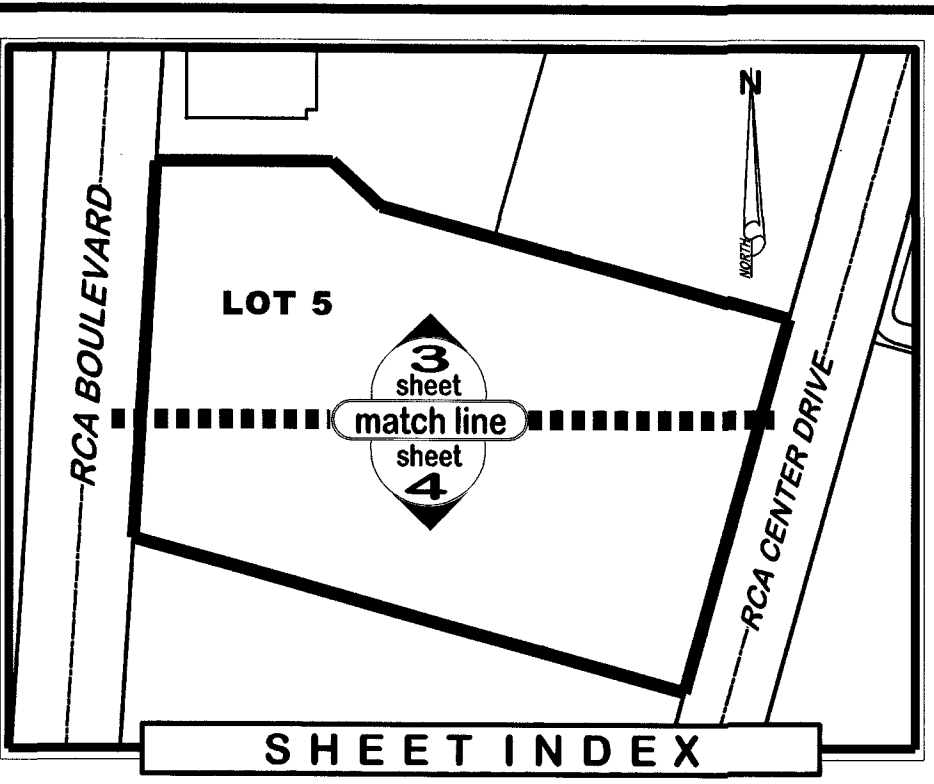 N
NORTH
RCA BOULEVARD
LOT 5
3
sheet
match line
sheet
4
RCA CENTER DRIVE
SHEET INDEX